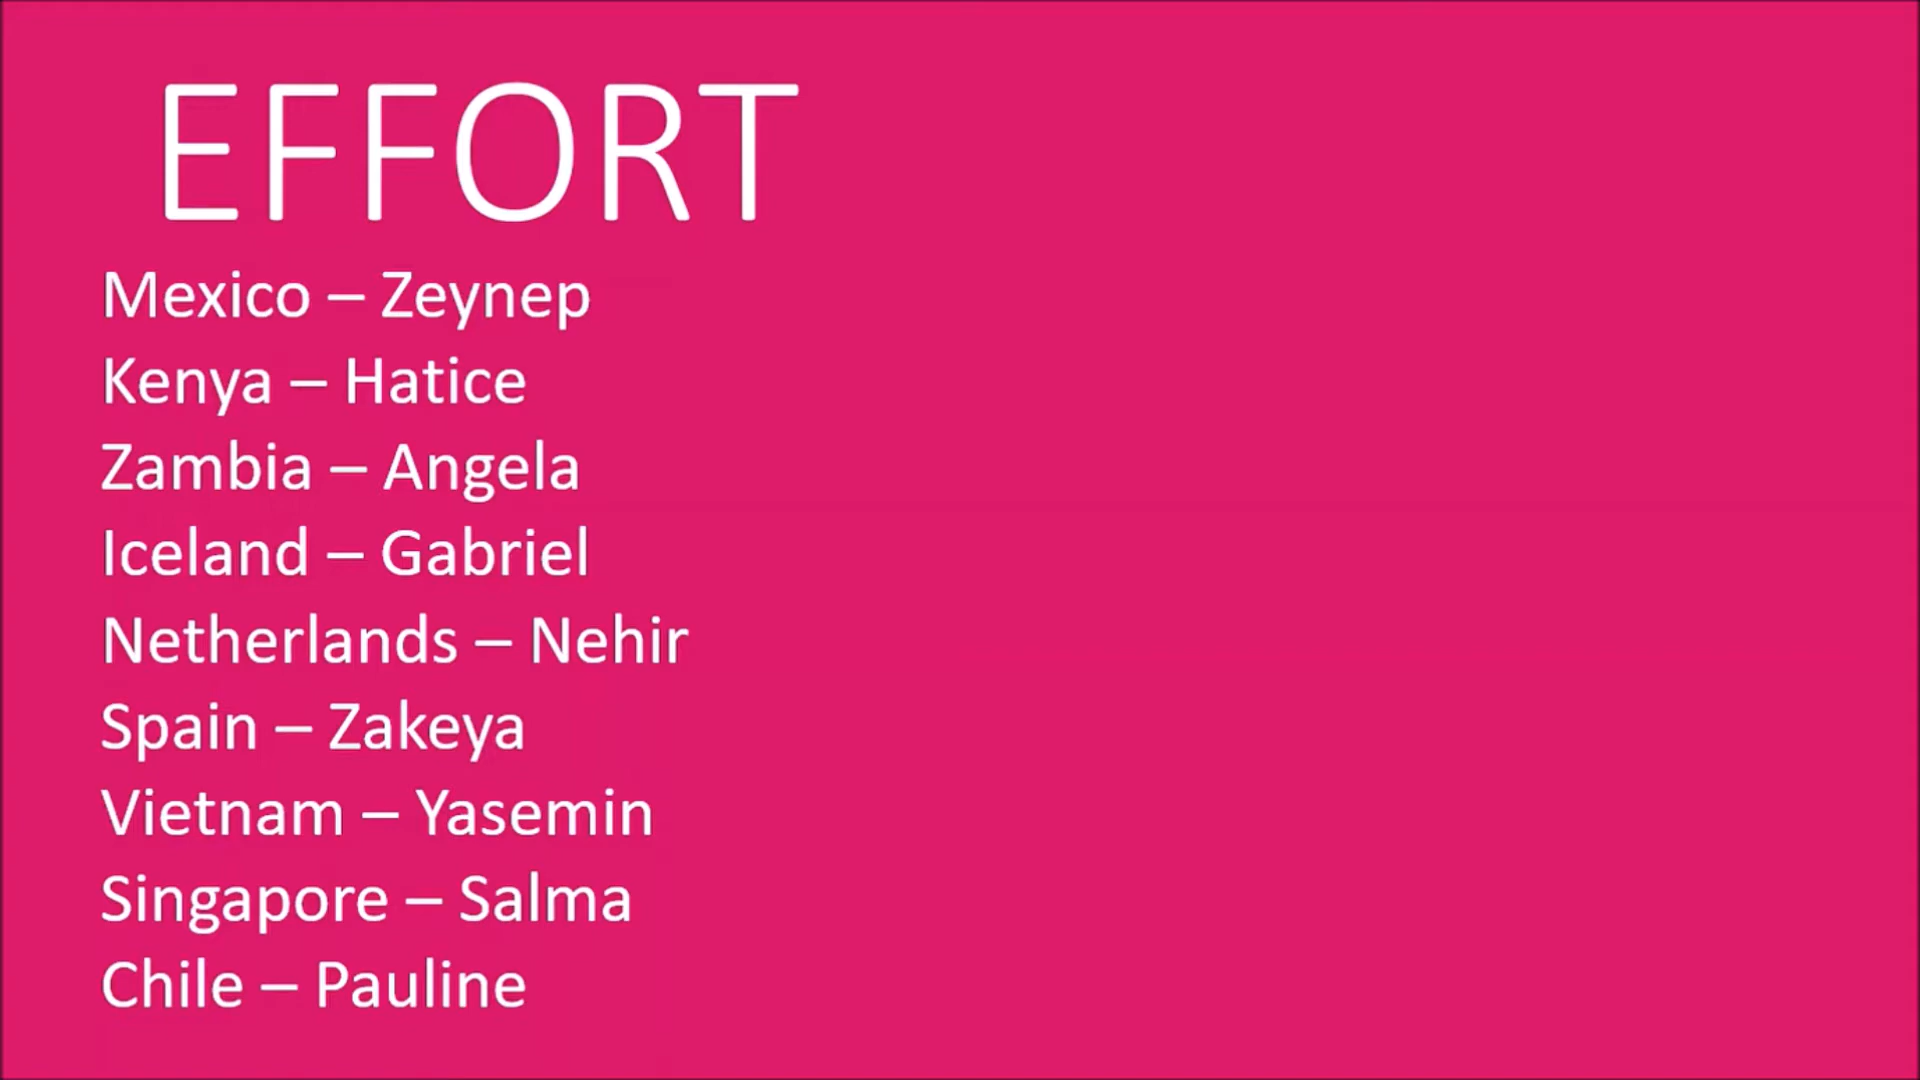 EFFORT
Mexico – Zeynep
Kenya – Hatice
Zambia – Angela
Iceland – Gabriel
Netherlands – Nehir
Spain – Zakeya
Vietnam – Yasemin
Singapore – Salma
Chile – Pauline